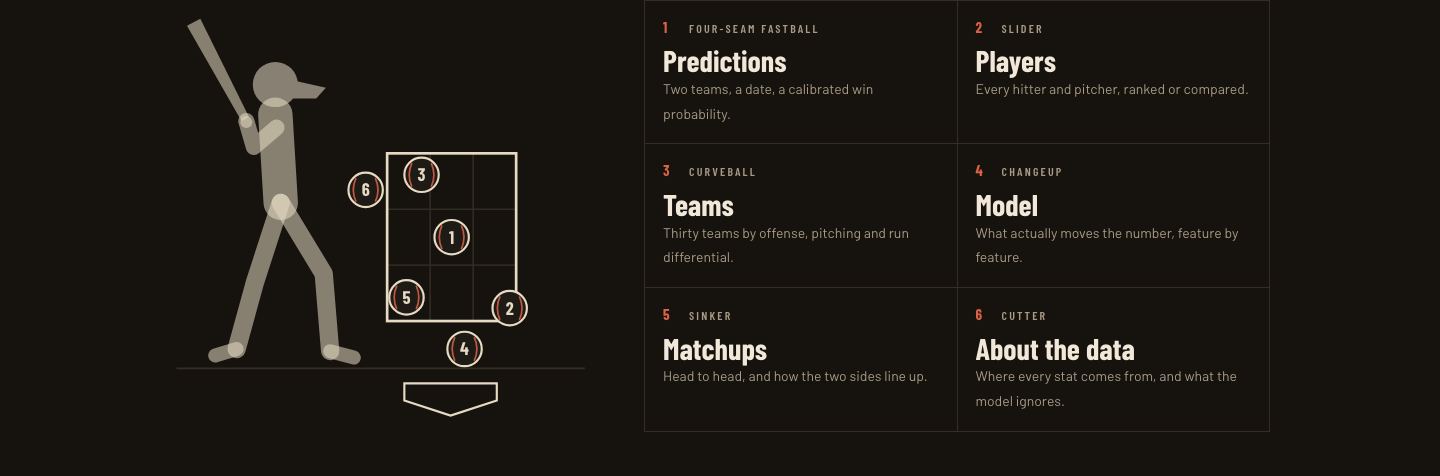 3
6
1
5
2
4
1 FOUR-SEAM FASTBALL
Predictions
Two teams, a date, a calibrated win
probability.
2 SLIDER
Players
Every hitter and pitcher, ranked or compared.
3 CURVEBALL
Teams
Thirty teams by offense, pitching and run
differential.
4 CHANGEUP
Model
What actually moves the number, feature by
feature.
5 SINKER
Matchups
Head to head, and how the two sides line up.
6 CUTTER
About the data
Where every stat comes from, and what the
model ignores.